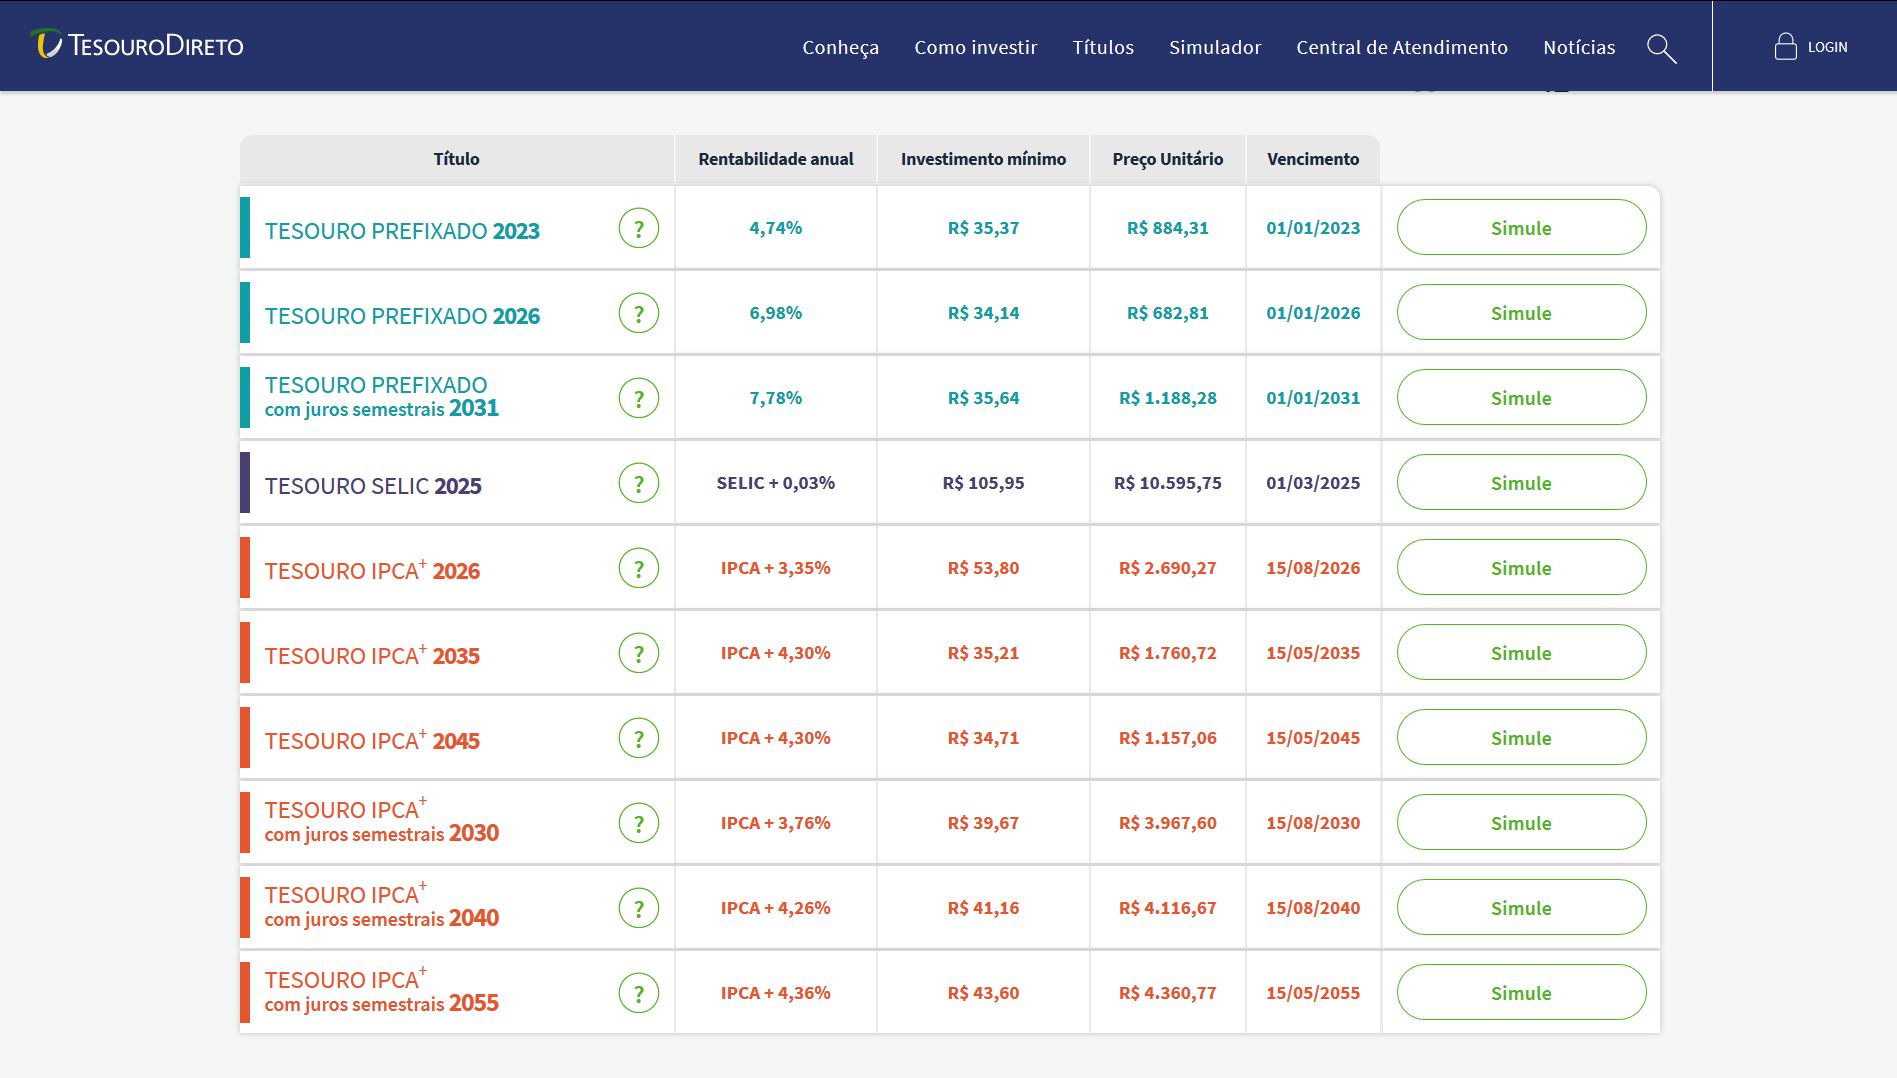 TESOURODIRETO
Conheça Como investir Títulos Simulador Central de Atendimento Notícias LOGIN
Título Rentabilidade anual Investimento mínimo Preço Unitário Vencimento
TESOURO PREFIXADO 2023 ? 4,74% R$ 35,37 R$ 884,31 01/01/2023 Simule
TESOURO PREFIXADO 2026 ? 6,98% R$ 34,14 R$ 682,81 01/01/2026 Simule
TESOURO PREFIXADO
com juros semestrais 2031 ? 7,78% R$ 35,64 R$ 1.188,28 01/01/2031 Simule
TESOURO SELIC 2025 ? SELIC + 0,03% R$ 105,95 R$ 10.595,75 01/03/2025 Simule
TESOURO IPCA+ 2026 ? IPCA + 3,35% R$ 53,80 R$ 2.690,27 15/08/2026 Simule
TESOURO IPCA+ 2035 ? IPCA + 4,30% R$ 35,21 R$ 1.760,72 15/05/2035 Simule
TESOURO IPCA+ 2045 ? IPCA + 4,30% R$ 34,71 R$ 1.157,06 15/05/2045 Simule
TESOURO IPCA+
com juros semestrais 2030 ? IPCA + 3,76% R$ 39,67 R$ 3.967,60 15/08/2030 Simule
TESOURO IPCA+
com juros semestrais 2040 ? IPCA + 4,26% R$ 41,16 R$ 4.116,67 15/08/2040 Simule
TESOURO IPCA+
com juros semestrais 2055 ? IPCA + 4,36% R$ 43,60 R$ 4.360,77 15/05/2055 Simule